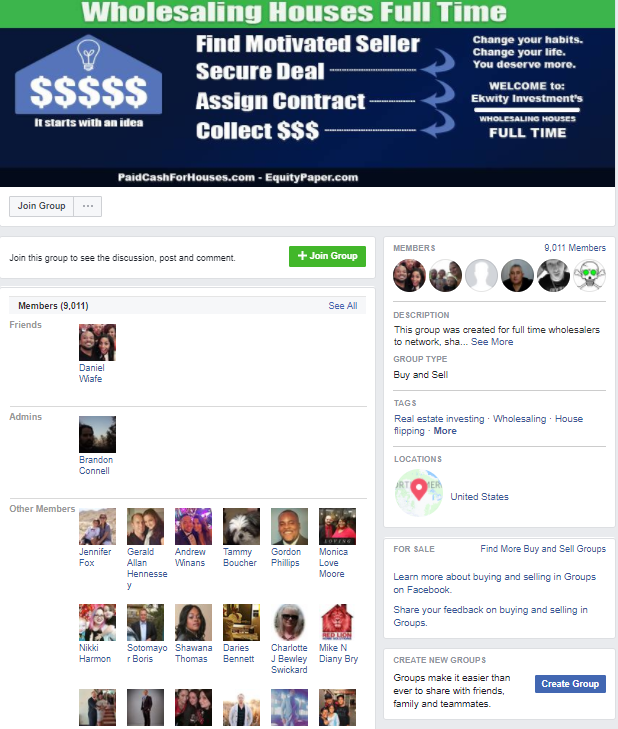 Wholesaling Houses Full Time
$$$$$
It starts with an idea
Find Motivated Seller
Secure Deal
Assign Contract
Collect $$$
Change your habits.
Change your life.
You deserve more.
WELCOME to:
Ekwity Investment's
WHOLESALING HOUSES
FULL TIME
PaidCashForHouses.com - EquityPaper.com
Join Group
Join this group to see the discussion, post and comment.
+ Join Group
Members (9,011)
See All
Friends
Daniel
Wiafe
Admins
Brandon
Connell
Other Members
Jennifer
Fox
Gerald
Allan
Hennesse
y
Andrew
Winans
Tammy
Boucher
Gordon
Phillips
Monica
Love
Moore
Nikki
Harmon
Sotomayo
r Boris
Shawana
Thomas
Daries
Bennett
Charlotte
J Bewley
Swickard
RED LION
Mike N
Diany Bry
MEMBERS
9,011 Members
DESCRIPTION
This group was created for full time wholesalers
to network, sha... See More
GROUP TYPE
Buy and Sell
TAGS
Real estate investing · Wholesaling · House
flipping · More
LOCATIONS
United States
FOR SALE
Find More Buy and Sell Groups
Learn more about buying and selling in Groups
on Facebook.
Share your feedback on buying and selling in
Groups.
CREATE NEW GROUPS
Groups make it easier than
ever to share with friends,
family and teammates.
Create Group